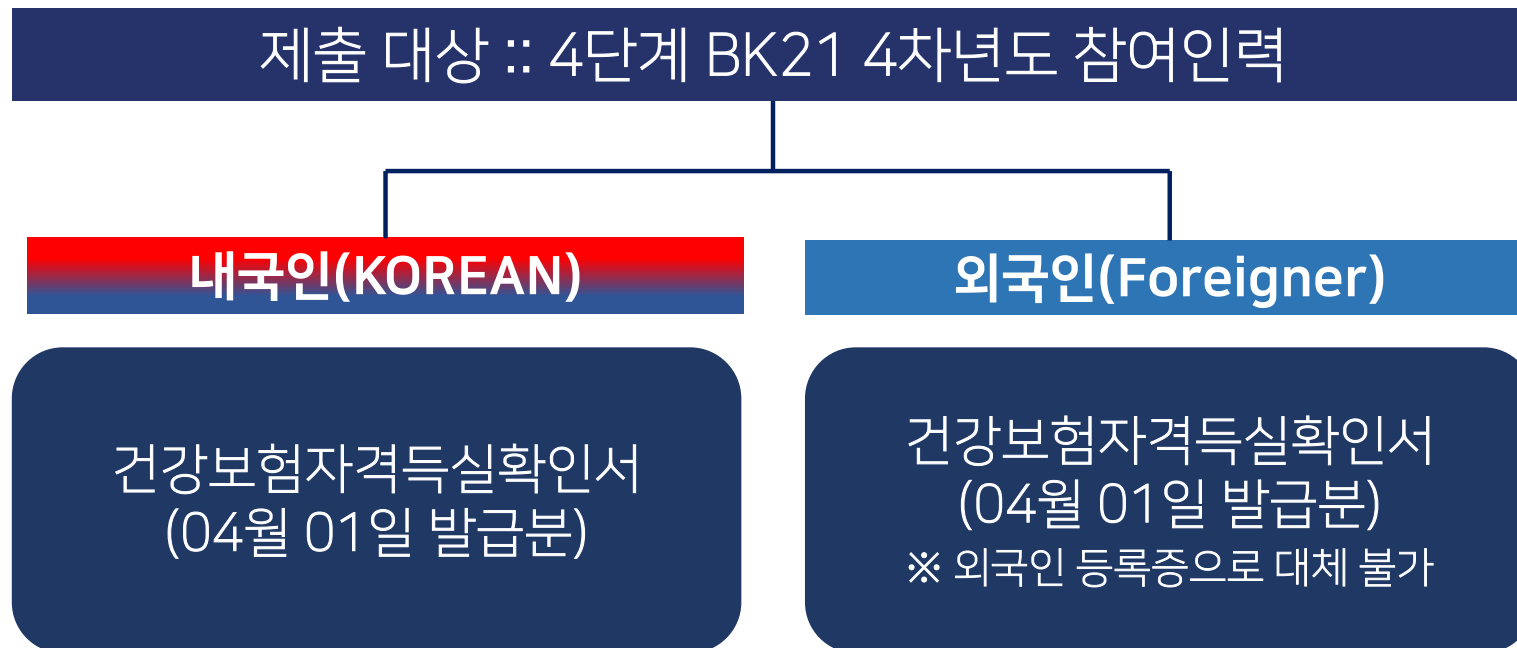 제출 대상 :: 4단계 BK21 4차년도 참여인력
내국인(KOREAN)
외국인(Foreigner)
건강보험자격득실확인서
(04월 01일 발급분)
건강보험자격득실확인서
(04월 01일 발급분)
※ 외국인 등록증으로 대체 불가